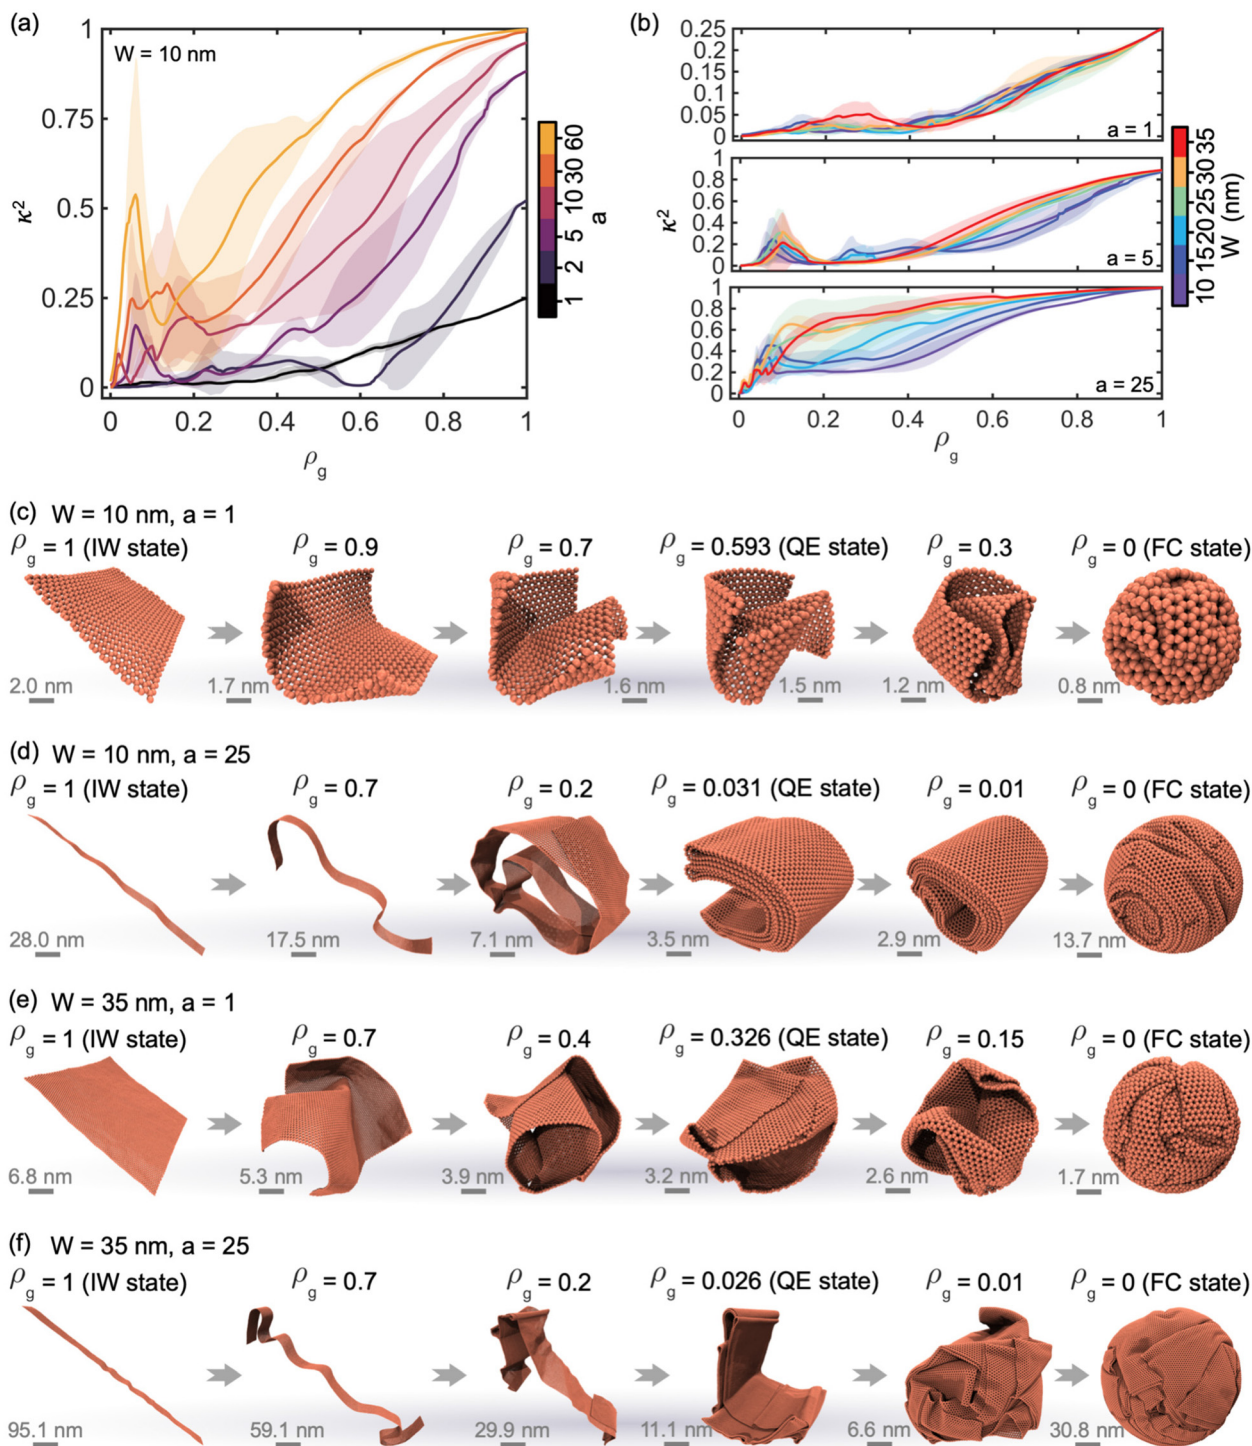 (a)
W = 10 nm
κ²
1
0.75
0.5
0.25
0
0 0.2 0.4 0.6 0.8 1
ρg
60
30
10
5
2
1
a
(b)
0.25
0.2
0.15
0.1
0.05
0
a = 1
0.8
0.6
0.4
0.2
0
a = 5
0.8
0.6
0.4
0.2
0
a = 25
κ²
0 0.2 0.4 0.6 0.8 1
ρg
10 15 20 25 30 35
W (nm)
(c) W = 10 nm, a = 1
ρg = 1 (IW state) ρg = 0.9 ρg = 0.7 ρg = 0.593 (QE state) ρg = 0.3 ρg = 0 (FC state)
2.0 nm 1.7 nm 1.6 nm 1.5 nm 1.2 nm 0.8 nm
(d) W = 10 nm, a = 25
ρg = 1 (IW state) ρg = 0.7 ρg = 0.2 ρg = 0.031 (QE state) ρg = 0.01 ρg = 0 (FC state)
28.0 nm 17.5 nm 7.1 nm 3.5 nm 2.9 nm 13.7 nm
(e) W = 35 nm, a = 1
ρg = 1 (IW state) ρg = 0.7 ρg = 0.4 ρg = 0.326 (QE state) ρg = 0.15 ρg = 0 (FC state)
6.8 nm 5.3 nm 3.9 nm 3.2 nm 2.6 nm 1.7 nm
(f) W = 35 nm, a = 25
ρg = 1 (IW state) ρg = 0.7 ρg = 0.2 ρg = 0.026 (QE state) ρg = 0.01 ρg = 0 (FC state)
95.1 nm 59.1 nm 29.9 nm 11.1 nm 6.6 nm 30.8 nm